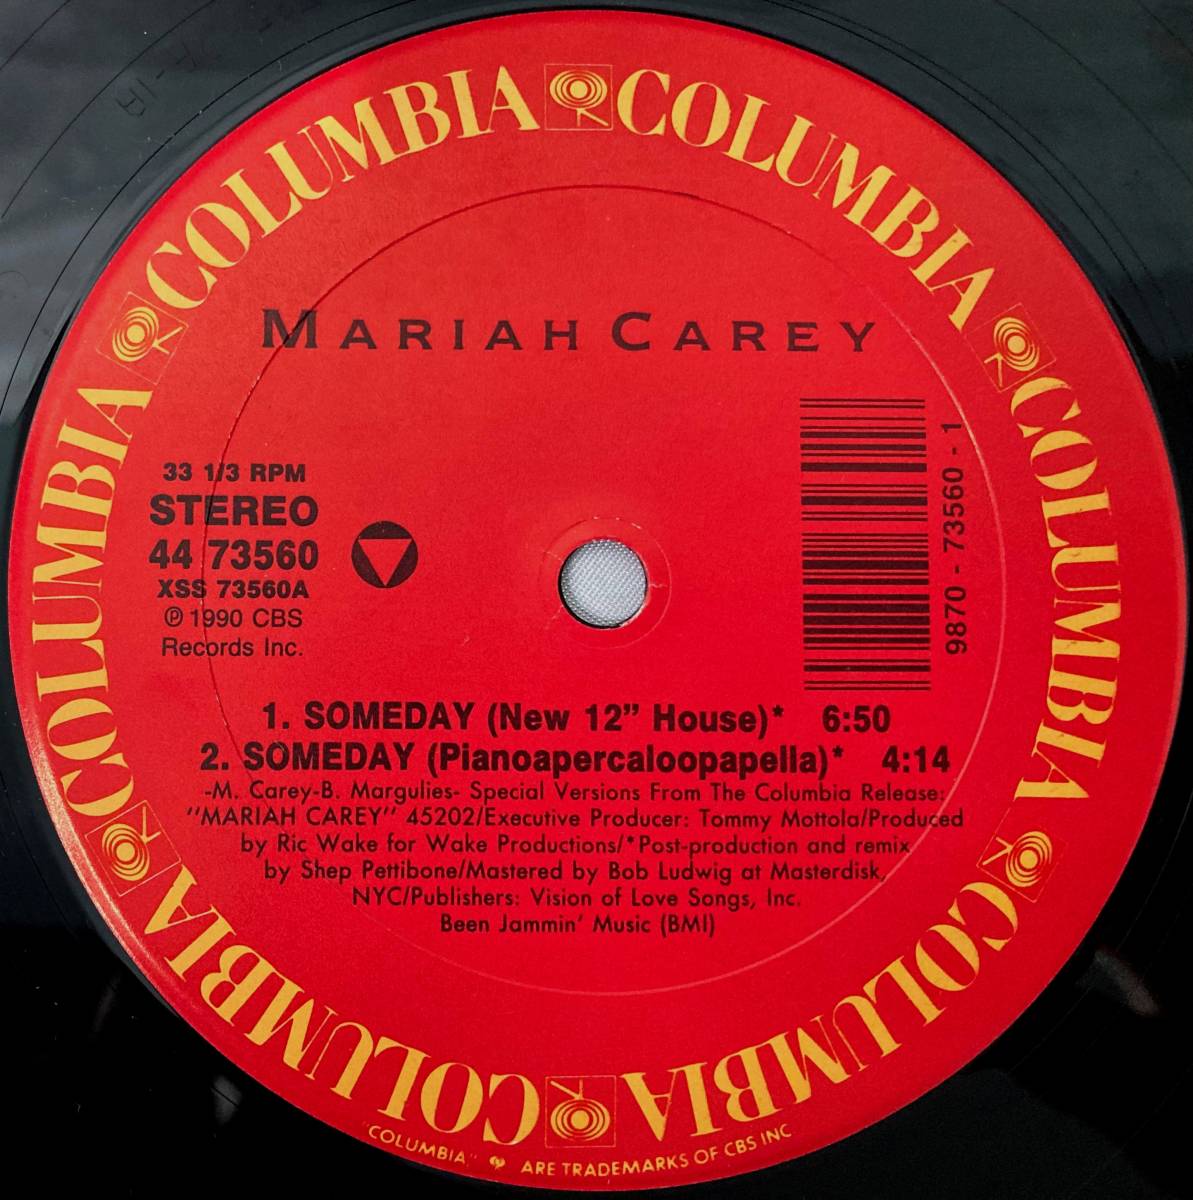 COLUMBIA COLUMBIA COLUMBIA COLUMBIA COLUMBIA COLUMBIA COLUMBIA COLUMBIA
MARIAH CAREY
33 1/3 RPM
STEREO
44 73560
XSS 73560A
℗ 1990 CBS
Records Inc.
9870 - 73560 - 1
1. SOMEDAY (New 12” House)* 6:50
2. SOMEDAY (Pianoapercaloopapella)* 4:14
-M. Carey-B. Margulies- Special Versions From The Columbia Release:
"MARIAH CAREY" 45202/Executive Producer: Tommy Mottola/Produced
by Ric Wake for Wake Productions/*Post-production and remix
by Shep Pettibone/Mastered by Bob Ludwig at Masterdisk,
NYC/Publishers: Vision of Love Songs, Inc.
Been Jammin' Music (BMI)
"COLUMBIA," ARE TRADEMARKS OF CBS INC